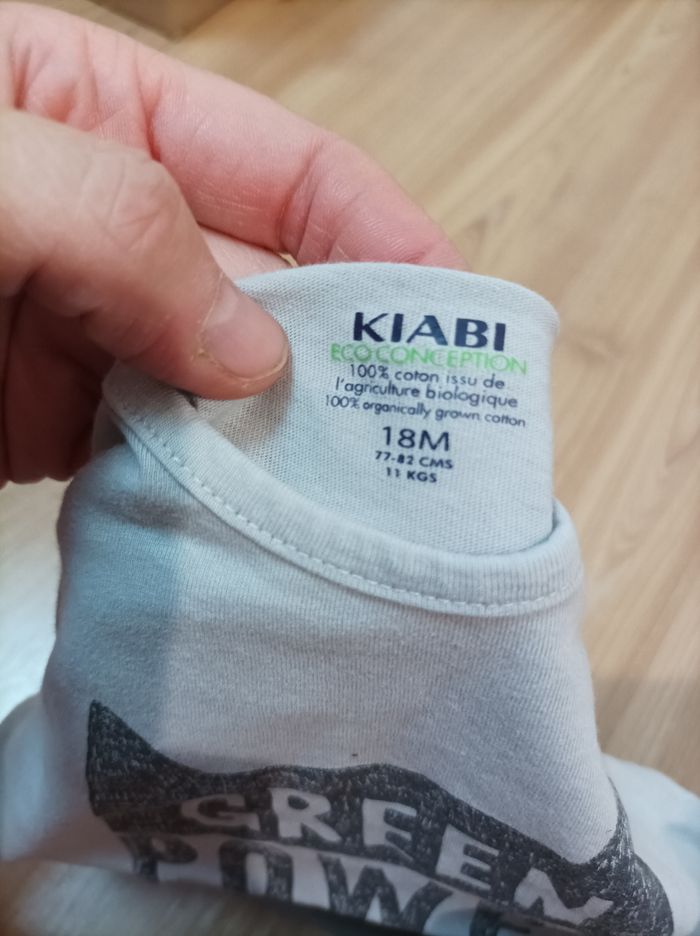 KIABI
ECOCONCEPTION
100% coton issu de
l'agriculture biologique
100% organically grown cotton
18M
77-82 CMS
11 KGS
GREEN